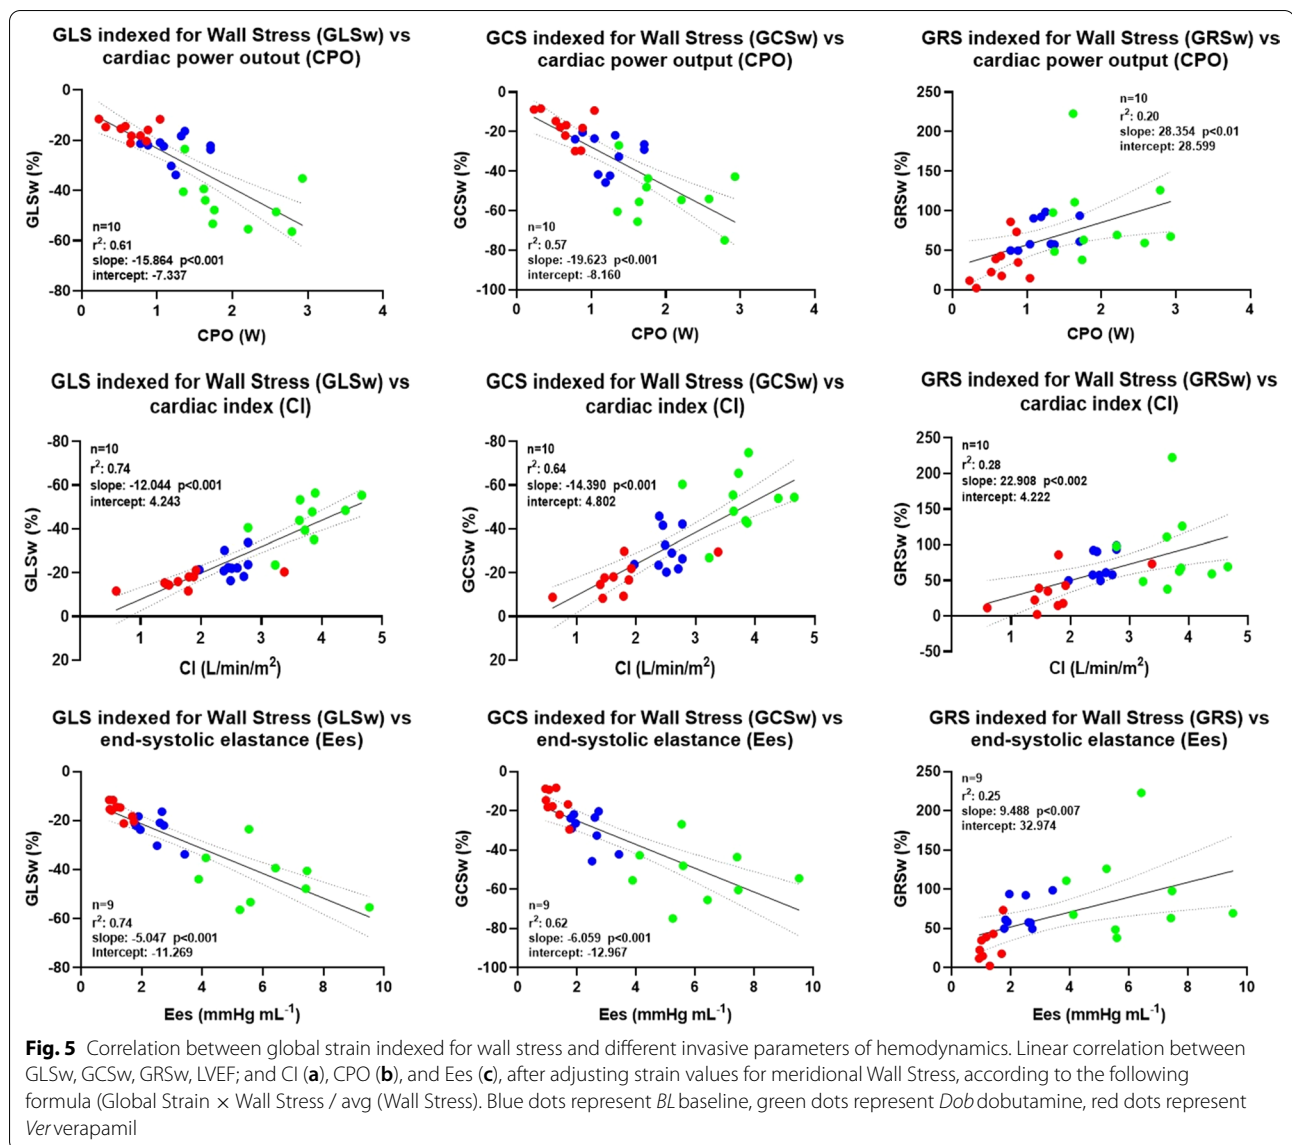 GLS indexed for Wall Stress (GLSw) vs
cardiac power outout (CPO)
0
-20
-40
-60
-80
GLSw (%)
n=10
r²: 0.61
slope: -15.864 p<0.001
intercept: -7.337
0 1 2 3 4
CPO (W)
GCS indexed for Wall Stress (GCSw) vs
cardiac power output (CPO)
0
-20
-40
-60
-80
-100
GCSw (%)
n=10
r²: 0.57
slope: -19.623 p<0.001
intercept: -8.160
0 1 2 3 4
CPO (W)
GRS indexed for Wall Stress (GRSw) vs
cardiac power output (CPO)
250
200
150
100
50
0
GRSw (%)
n=10
r²: 0.20
slope: 28.354 p<0.01
intercept: 28.599
0 1 2 3 4
CPO (W)
GLS indexed for Wall Stress (GLSw) vs
cardiac index (CI)
-80
-60
-40
-20
0
20
GLSw (%)
n=10
r²: 0.74
slope: -12.044 p<0.001
intercept: 4.243
1 2 3 4 5
CI (L/min/m²)
GCS indexed for Wall Stress (GCSw) vs
cardiac index (CI)
-80
-60
-40
-20
0
20
GCSw (%)
n=10
r²: 0.64
slope: -14.390 p<0.001
intercept: 4.802
1 2 3 4 5
CI (L/min/m²)
GRS indexed for Wall Stress (GRSw) vs
cardiac index (CI)
250
200
150
100
50
0
-50
GRSw (%)
n=10
r²: 0.28
slope: 22.908 p<0.002
intercept: 4.222
1 2 3 4 5
CI (L/min/m²)
GLS indexed for Wall Stress (GLSw) vs
end-systolic elastance (Ees)
0
-20
-40
-60
-80
GLSw (%)
n=9
r²: 0.74
slope: -5.047 p<0.001
Intercept: -11.269
0 2 4 6 8 10
Ees (mmHg mL⁻¹)
GCS indexed for Wall Stress (GCSw) vs
end-systolic elastance (Ees)
0
-20
-40
-60
-80
-100
GCSw (%)
n=9
r²: 0.62
slope: -6.059 p<0.001
intercept: -12.967
0 2 4 6 8 10
Ees (mmHg mL⁻¹)
GRS indexed for Wall Stress (GRS) vs
end-systolic elastance (Ees)
250
200
150
100
50
0
GRSw (%)
n=9
r²: 0.25
slope: 9.488 p<0.007
intercept: 32.974
0 2 4 6 8 10
Ees (mmHg mL⁻¹)
Fig. 5 Correlation between global strain indexed for wall stress and different invasive parameters of hemodynamics. Linear correlation between
GLSw, GCSw, GRSw, LVEF; and CI (a), CPO (b), and Ees (c), after adjusting strain values for meridional Wall Stress, according to the following
formula (Global Strain × Wall Stress / avg (Wall Stress). Blue dots represent BL baseline, green dots represent Dob dobutamine, red dots represent
Ver verapamil